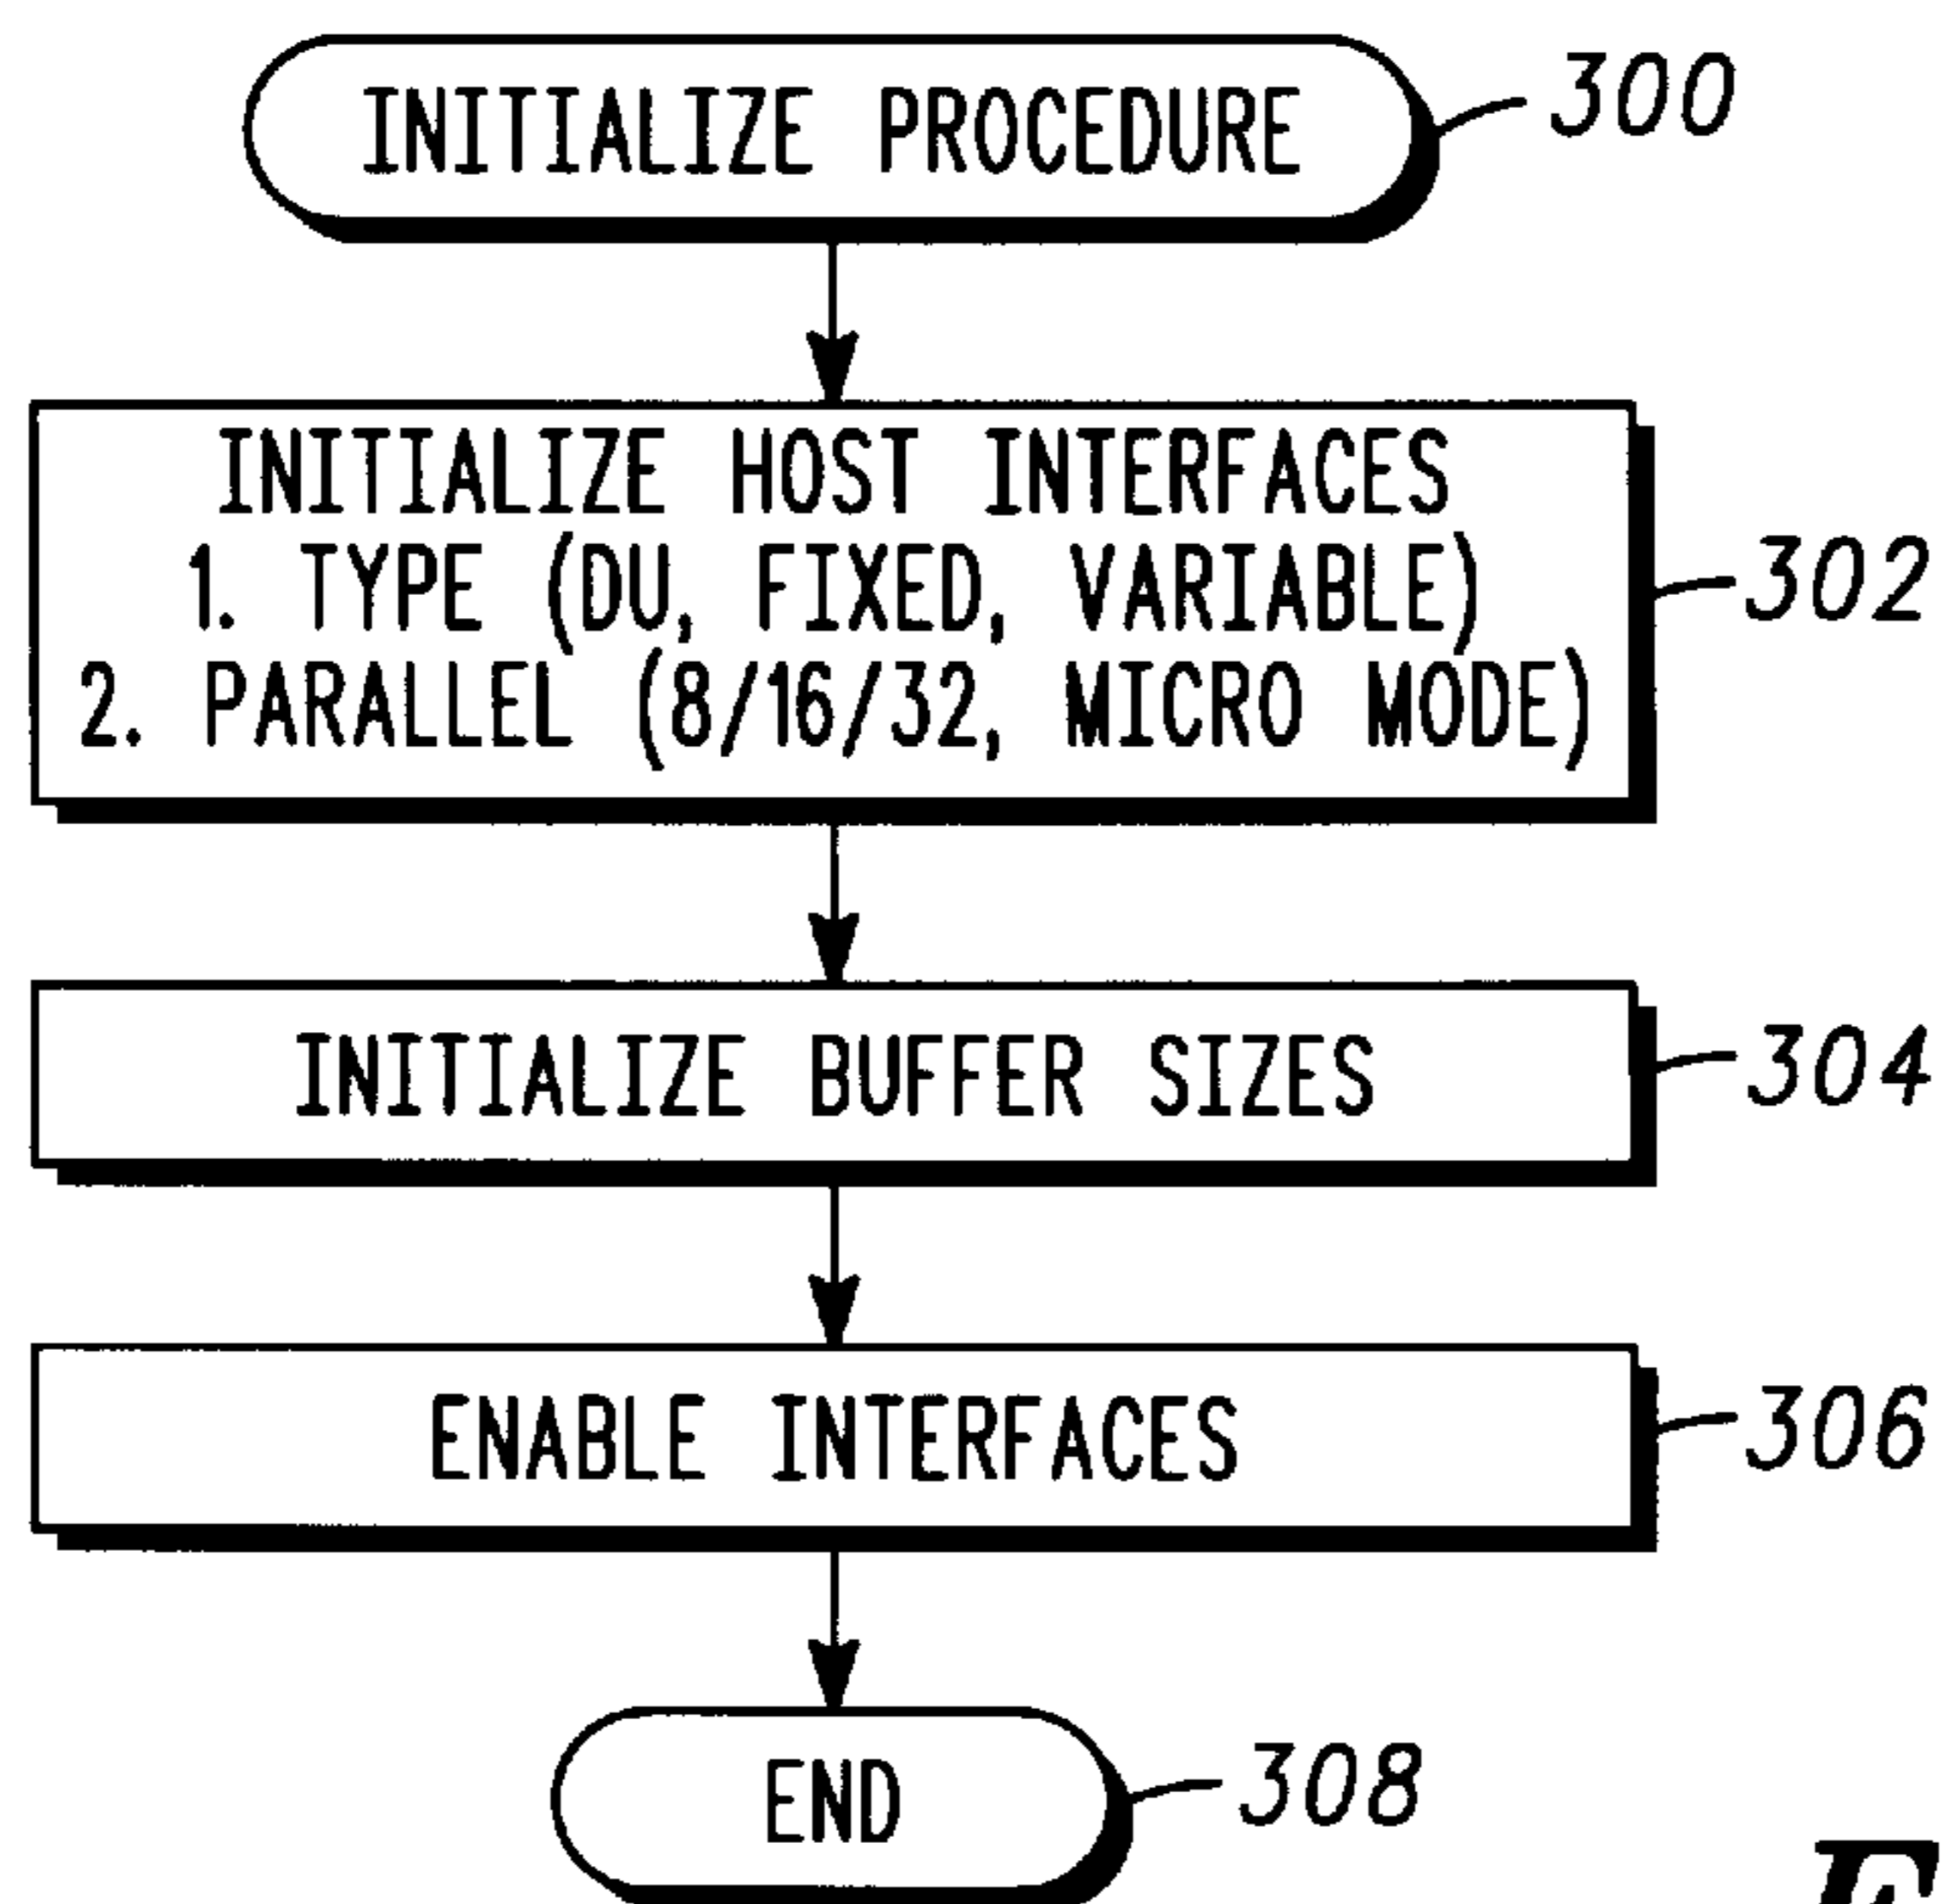 INITIALIZE PROCEDURE
300
INITIALIZE HOST INTERFACES
1. TYPE (DU, FIXED, VARIABLE)
2. PARALLEL (8/16/32, MICRO MODE)
302
INITIALIZE BUFFER SIZES
304
ENABLE INTERFACES
306
END
308